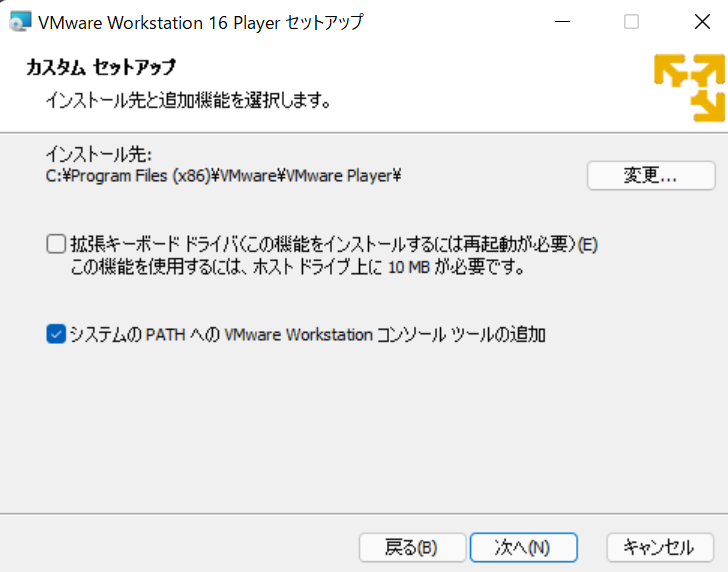 VMware Workstation 16 Player セットアップ
カスタム セットアップ
インストール先と追加機能を選択します。
インストール先:
C:¥Program Files (x86)¥VMware¥VMware Player¥
変更...
拡張キーボード ドライバ(この機能をインストールするには再起動が必要)(E)
この機能を使用するには、ホスト ドライブ上に 10 MB が必要です。
システムの PATH への VMware Workstation コンソール ツールの追加
戻る(B)
次へ(N)
キャンセル